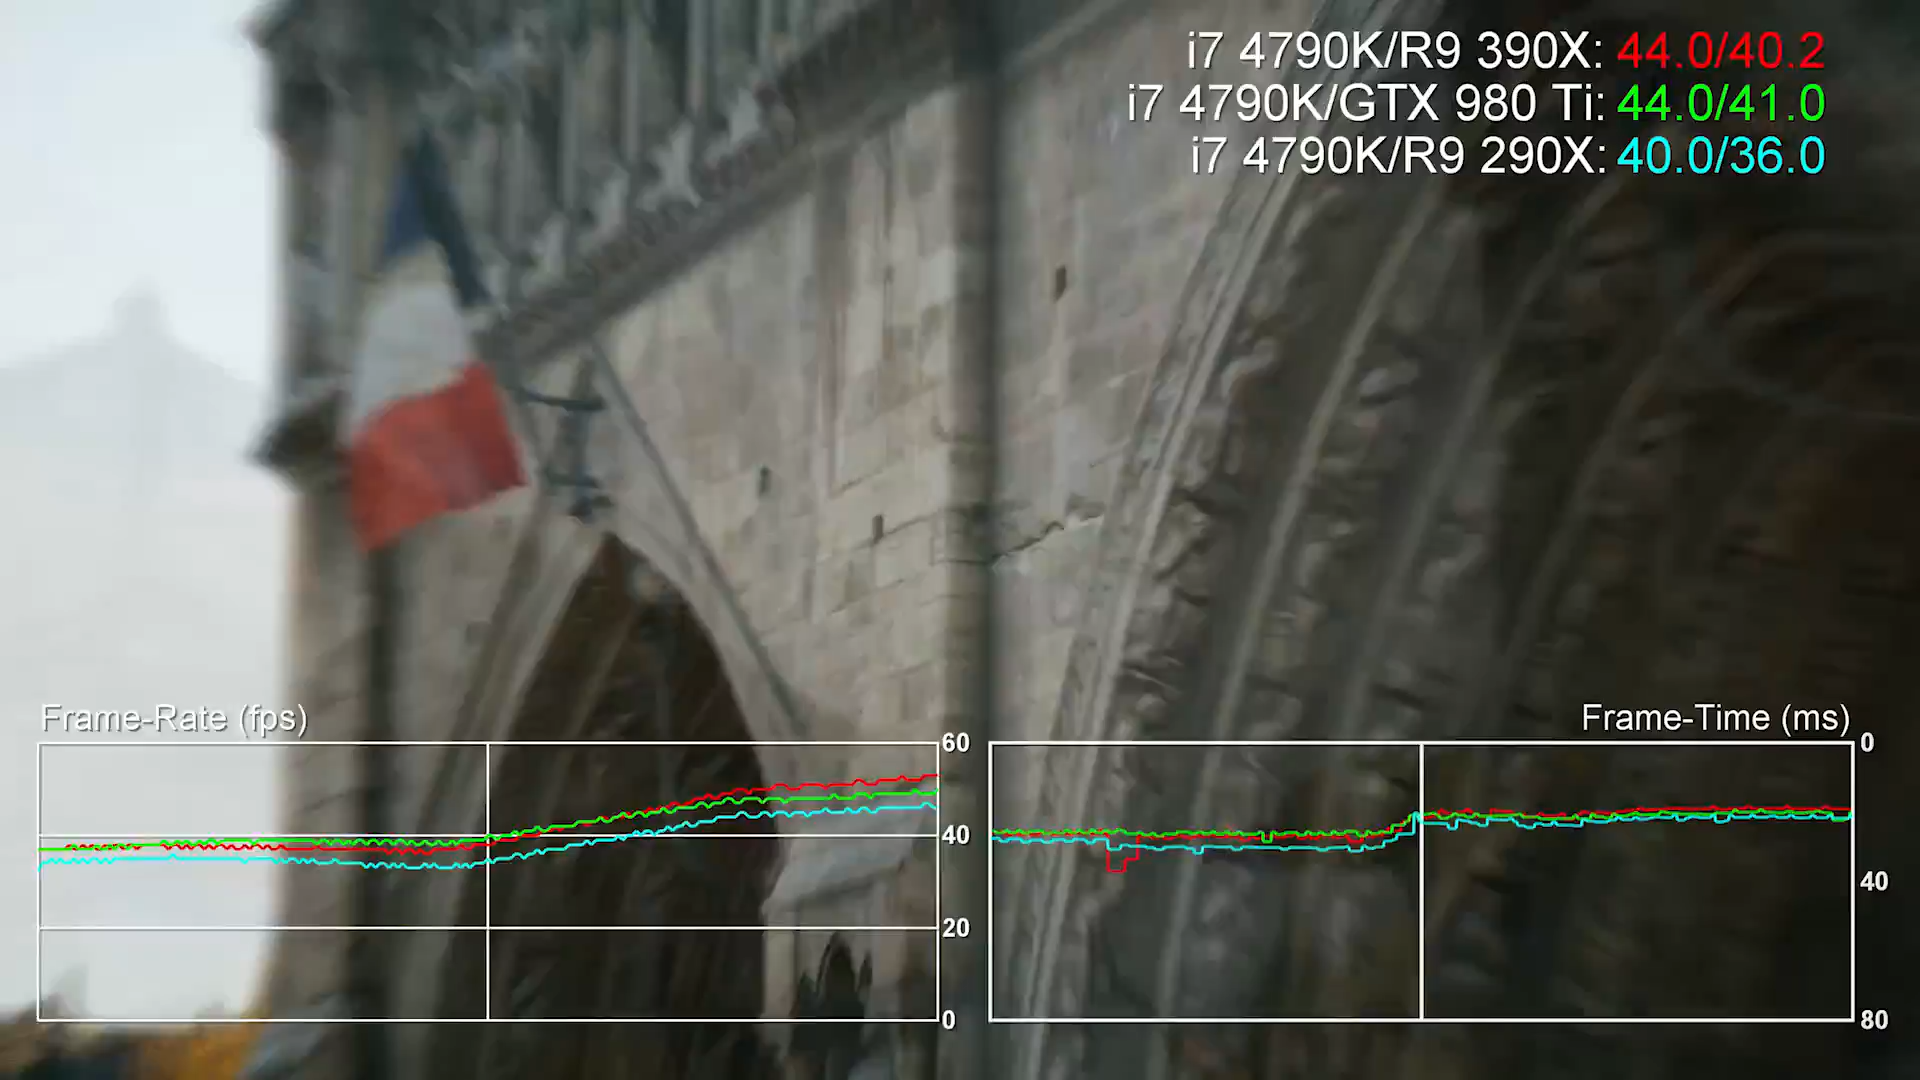 i7 4790K/R9 390X: 44.0/40.2
i7 4790K/GTX 980 Ti: 44.0/41.0
i7 4790K/R9 290X: 40.0/36.0
Frame-Rate (fps)
60
40
20
0
Frame-Time (ms)
0
40
80